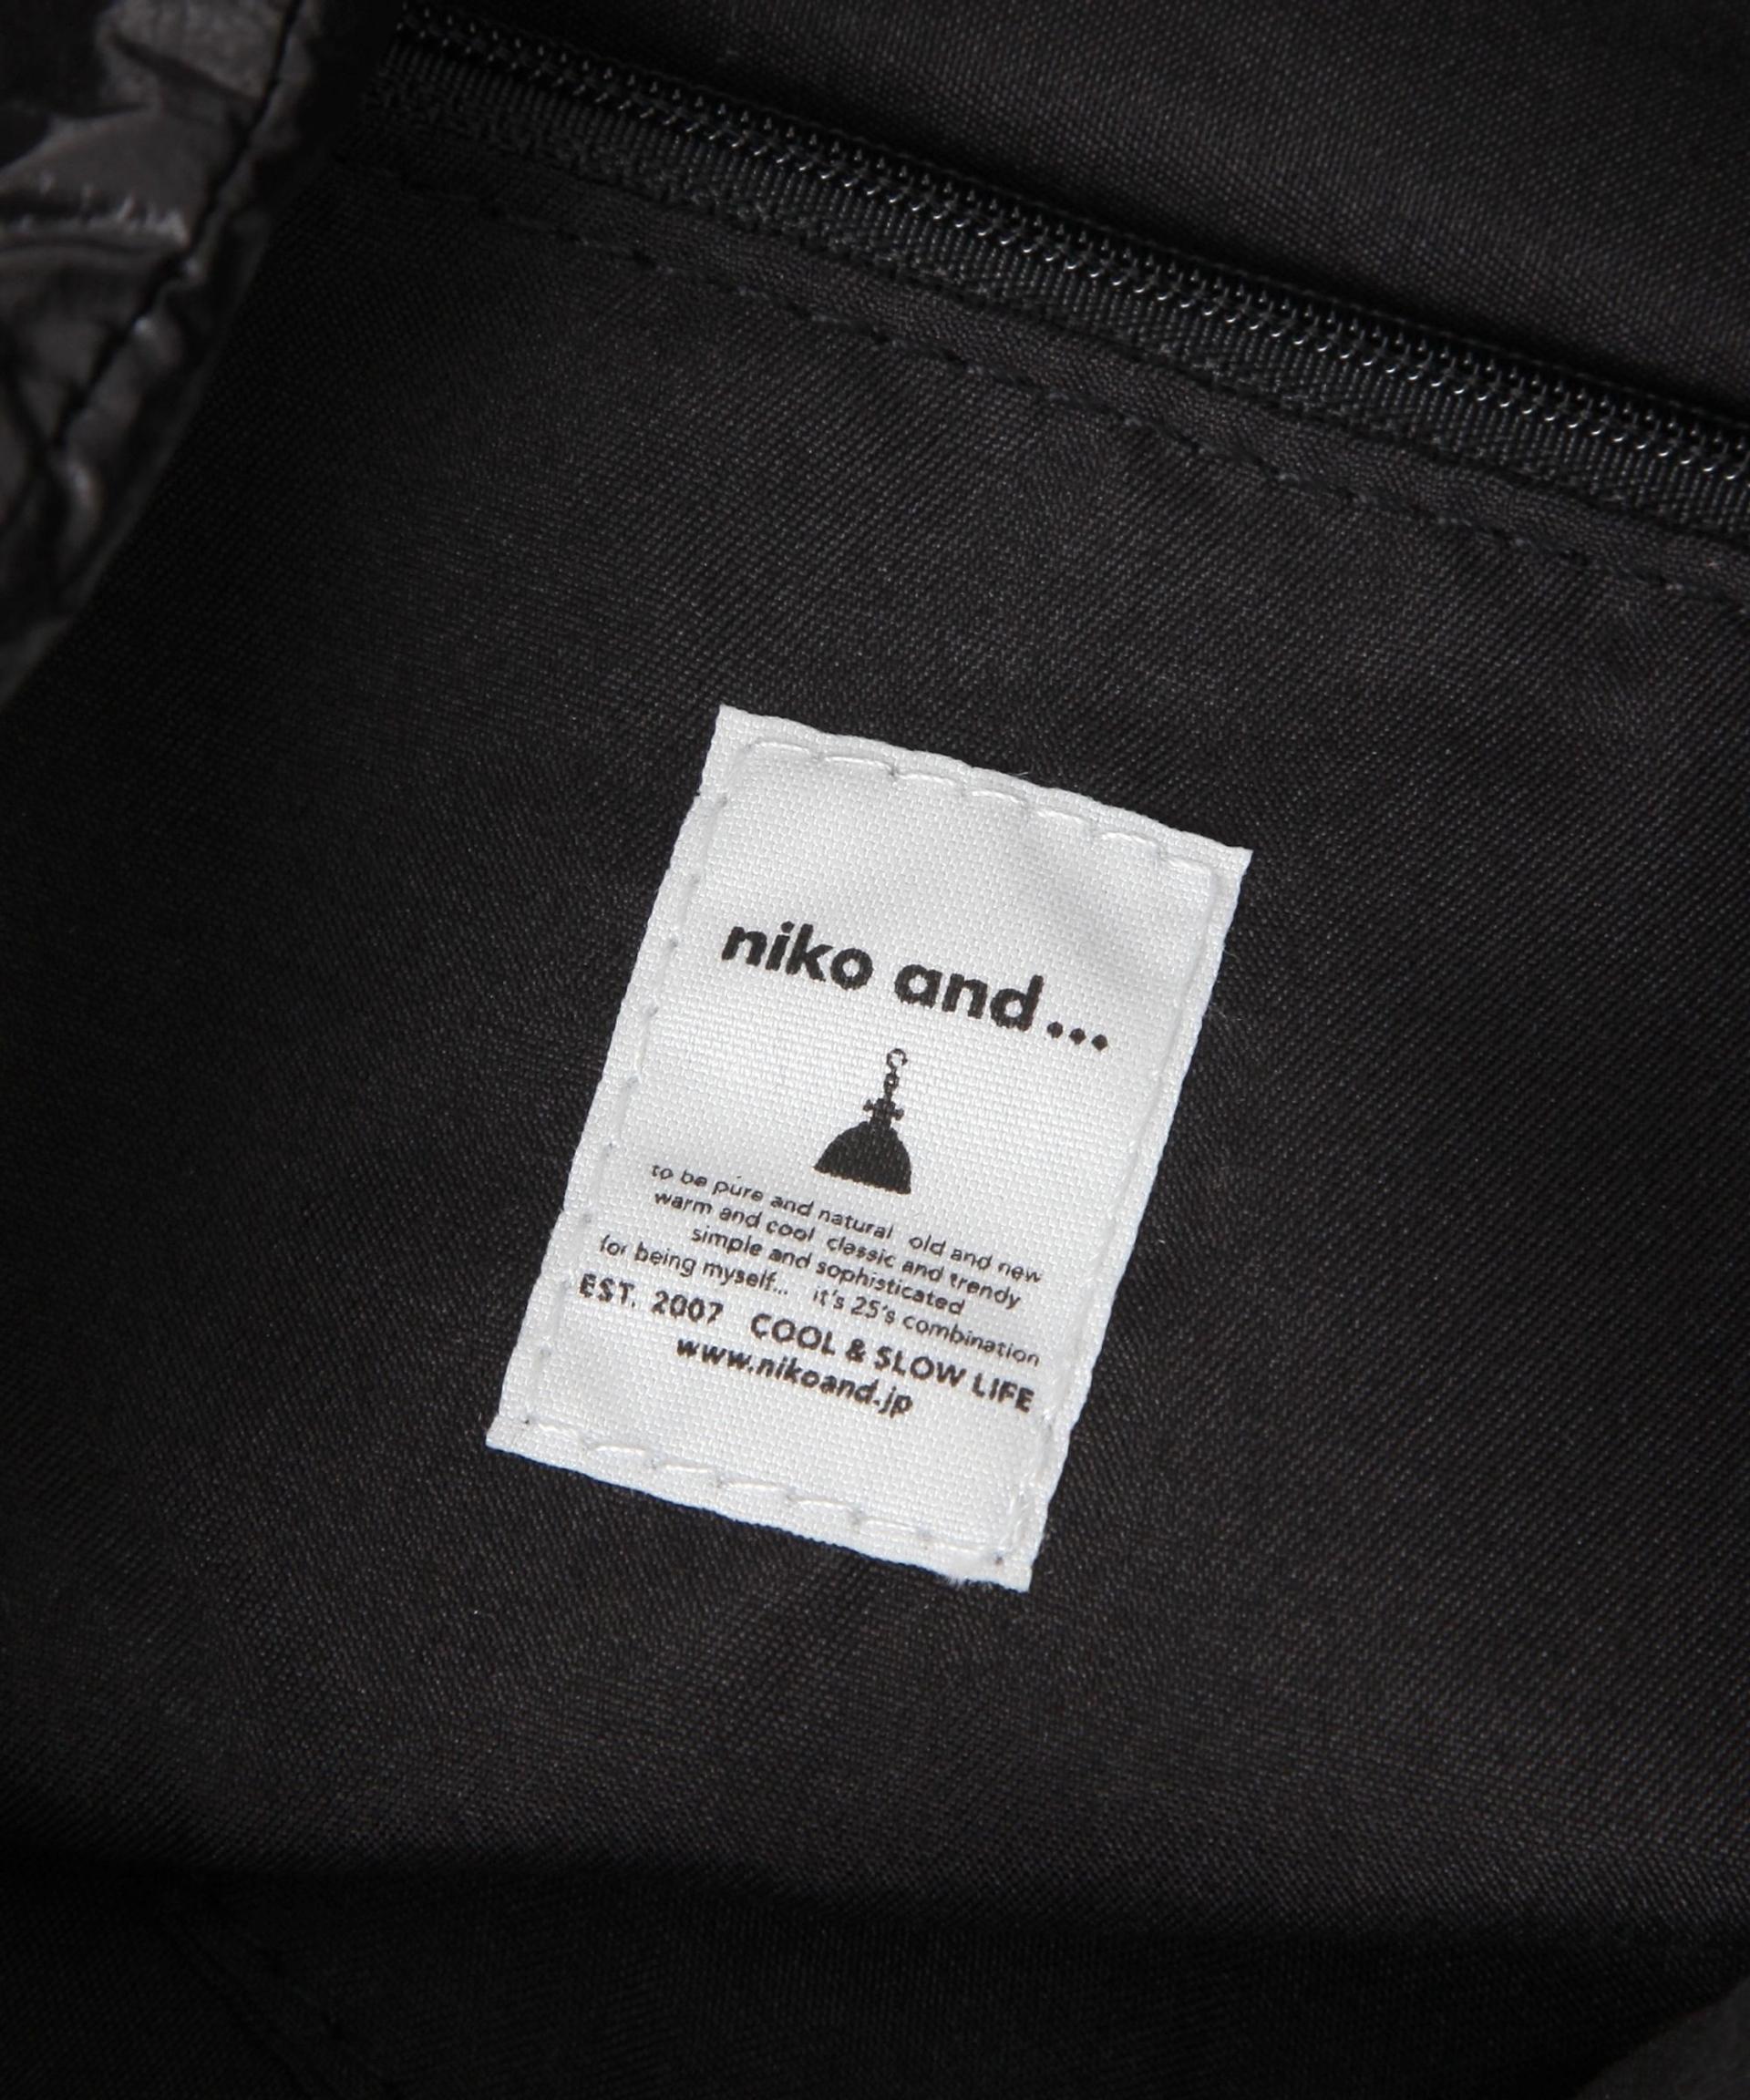 niko and...
to be pure and natural old and new
warm and cool classic and trendy
simple and sophisticated
for being myself... it's 25's combination
EST. 2007 COOL & SLOW LIFE
www.nikoand.jp